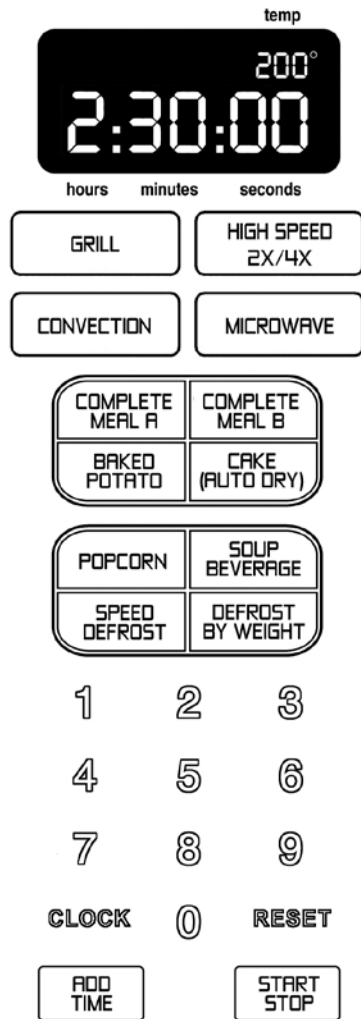 temp
200°
2:30:00
hours minutes seconds
GRILL
HIGH SPEED
2X/4X
CONVECTION
MICROWAVE
COMPLETE
MEAL A
COMPLETE
MEAL B
BAKED
POTATO
CAKE
(AUTO DRY)
POPCORN
SOUP
BEVERAGE
SPEED
DEFROST
DEFROST
BY WEIGHT
1 2 3
4 5 6
7 8 9
CLOCK 0 RESET
ADD
TIME
START
STOP